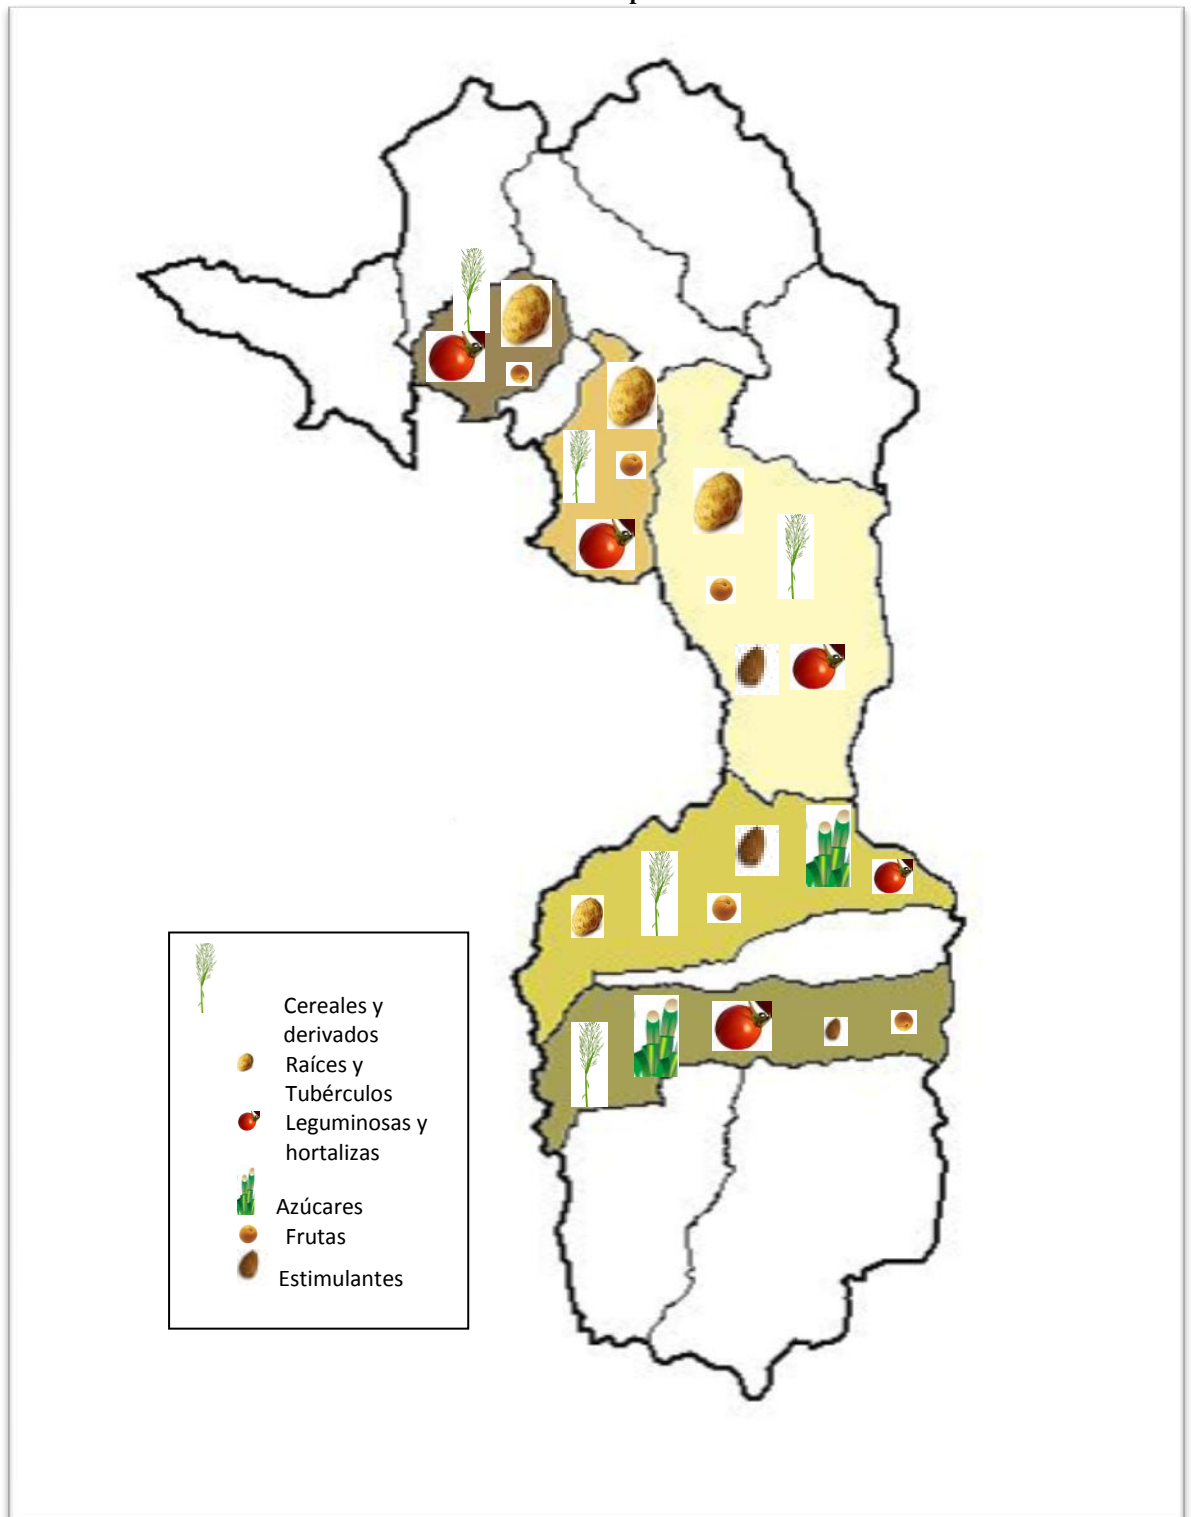 Cereales y
derivados
Raíces y
Tubérculos
Leguminosas y
hortalizas
Azúcares
Frutas
Estimulantes